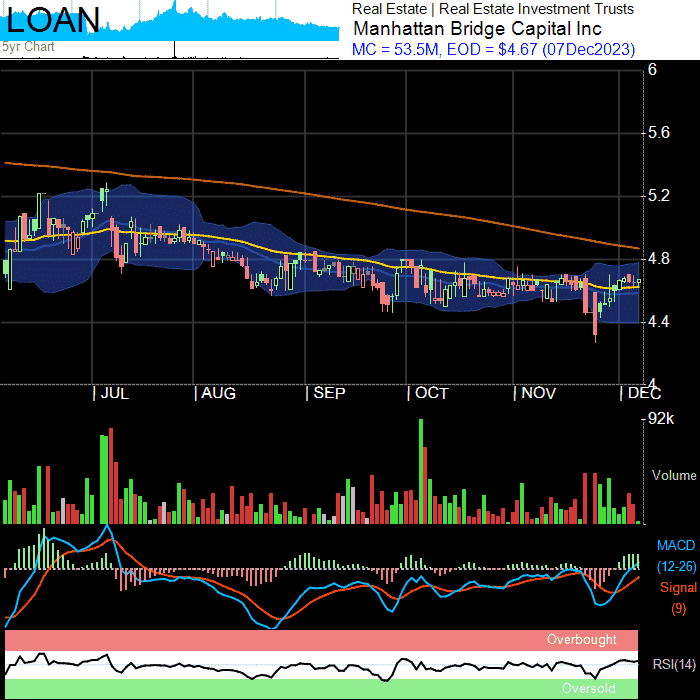 LOAN
5yr Chart
Real Estate | Real Estate Investment Trusts
Manhattan Bridge Capital Inc
MC = 53.5M, EOD = $4.67 (07Dec2023)
6
5.6
5.2
4.8
4.4
4
| JUL | AUG | SEP | OCT | NOV | DEC
92k
Volume
MACD
(12-26)
Signal
(9)
Overbought
RSI(14)
Oversold